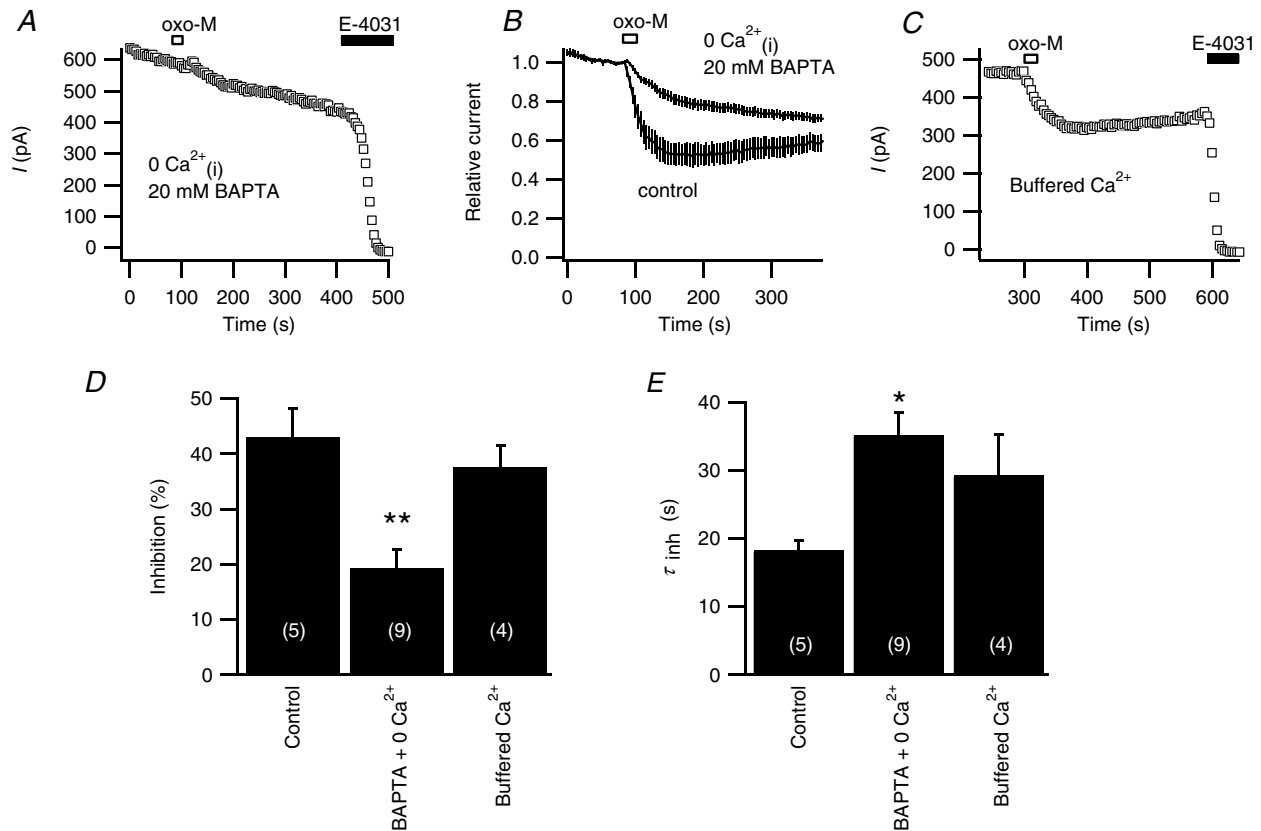 A
oxo-M
E-4031
600
500
400
300
200
100
0
I (pA)
0 Ca2+(i)
20 mM BAPTA
0 100 200 300 400 500
Time (s)
B
oxo-M
0 Ca2+(i)
20 mM BAPTA
1.0
0.8
0.6
0.4
0.2
0.0
Relative current
control
0 100 200 300
Time (s)
C
oxo-M
E-4031
500
400
300
200
100
0
I (pA)
Buffered Ca2+
300 400 500 600
Time (s)
D
50
40
30
20
10
0
Inhibition (%)
**
(5) (9) (4)
Control
BAPTA + 0 Ca2+
Buffered Ca2+
E
40
30
20
10
0
τ inh (s)
*
(5) (9) (4)
Control
BAPTA + 0 Ca2+
Buffered Ca2+